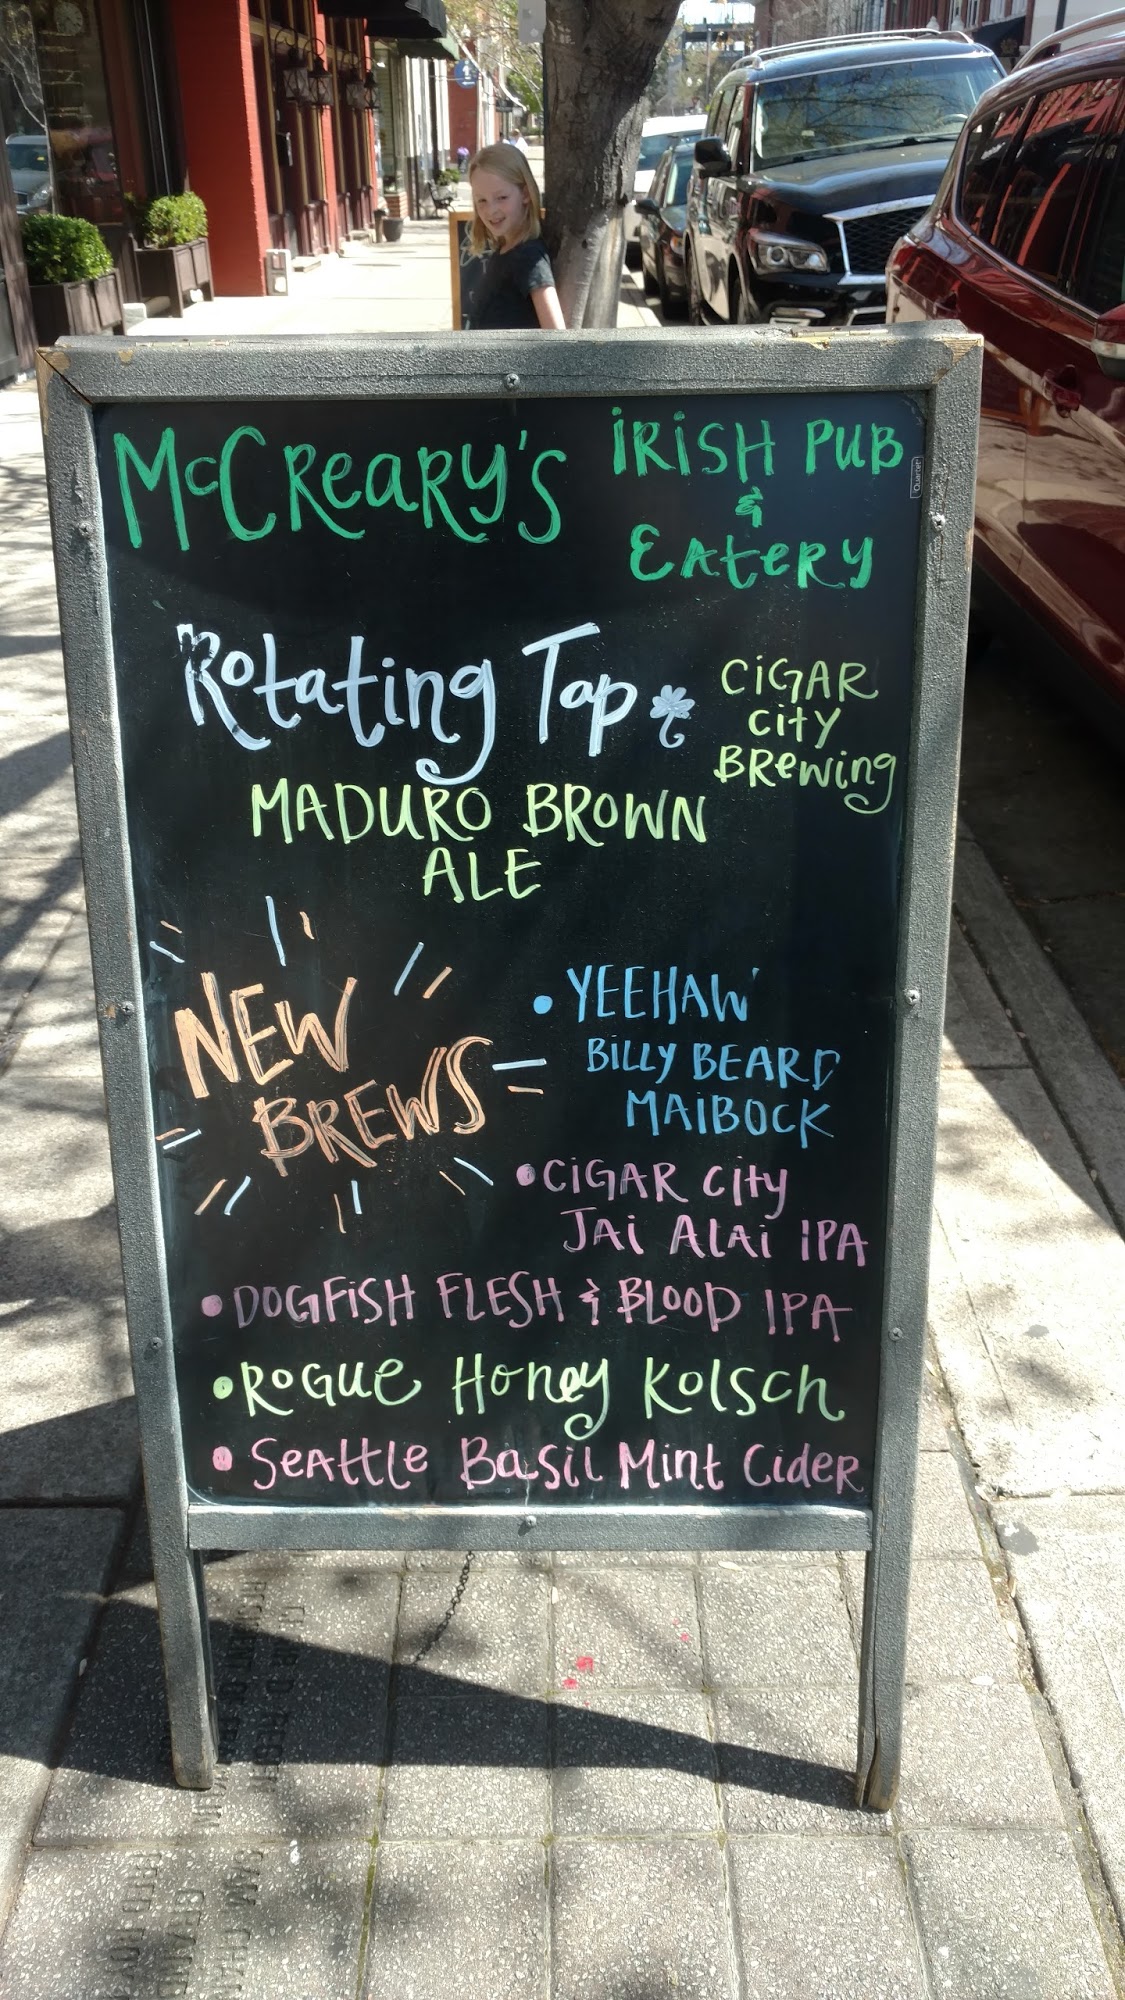 McCReaRY'S
iRiSH PUB
&
EAteRy
Rotating Tap
CiGAR
City
BRewing
MADURO BROWN
ALE
NEW
BREWS
• YEEHAW
BiLLY BEARD
MAiBOCK
• CiGAR City
JAi ALAi IPA
• DOGFiSH FLESH & BLOOD IPA
• ROGUe Honey Kolsch
• SeAttle Basil Mint Cider
Quartet